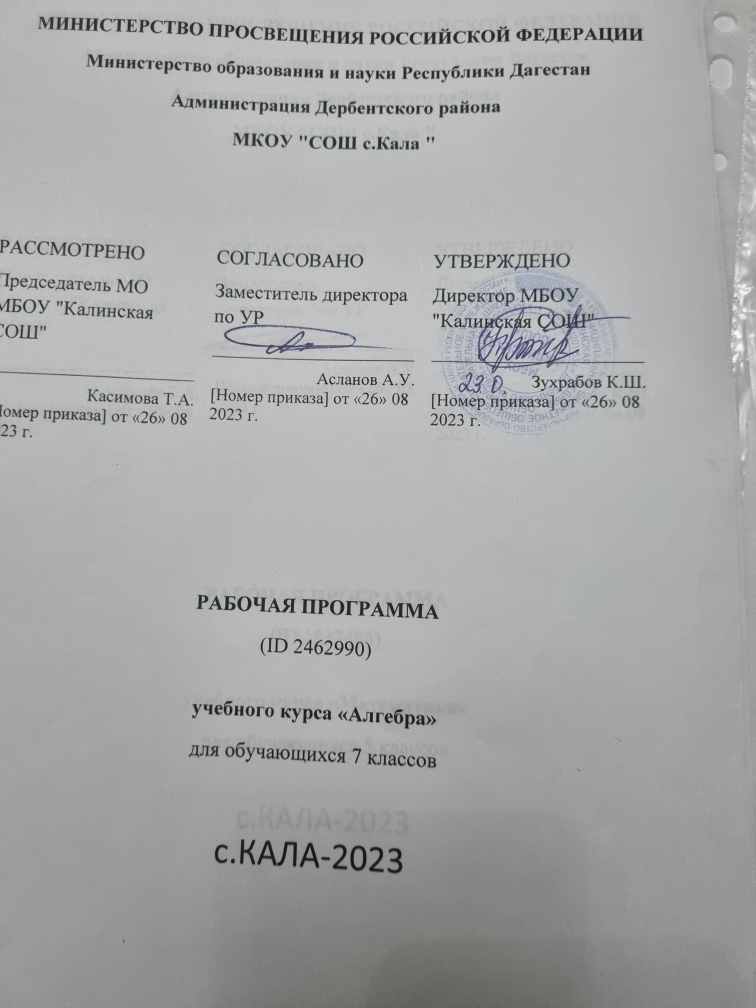 МИНИСТЕРСТВО ПРОСВЕЩЕНИЯ РОССИЙСКОЙ ФЕДЕРАЦИИ
Министерство образования и науки Республики Дагестан
Администрация Дербентского района
МКОУ "СОШ с.Кала "
РАССМОТРЕНО
Председатель МО
МБОУ "Калинская
СОШ"
Касимова Т.А.
[Номер приказа] от «26» 08
023 г.
СОГЛАСОВАНО
Заместитель директора
по УР
Асланов А.У.
[Номер приказа] от «26» 08
2023 г.
УТВЕРЖДЕНО
Директор МБОУ
"Калинская СОШ"
Зухрабов К.Ш.
[Номер приказа] от «26» 08
2023 г.
РАБОЧАЯ ПРОГРАММА
(ID 2462990)
учебного курса «Алгебра»
для обучающихся 7 классов
с.КАЛА-2023